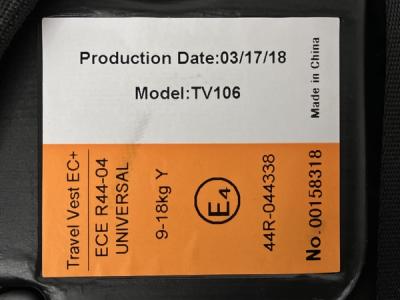 Production Date:03/17/18
Model:TV106
Made in China
Travel Vest EC+
ECE R44-04
UNIVERSAL
9-18kg Y
E4
44R-044338
No.00158318